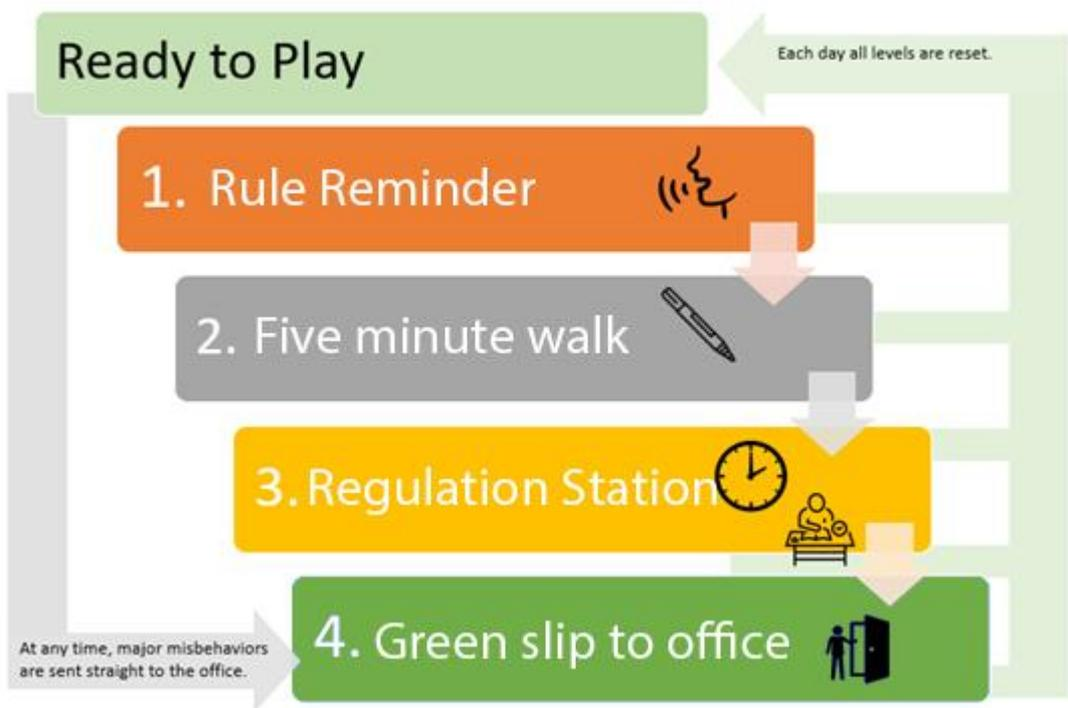 Ready to Play
Each day all levels are reset.
1. Rule Reminder
2. Five minute walk
3. Regulation Station
4. Green slip to office
At any time, major misbehaviors
are sent straight to the office.